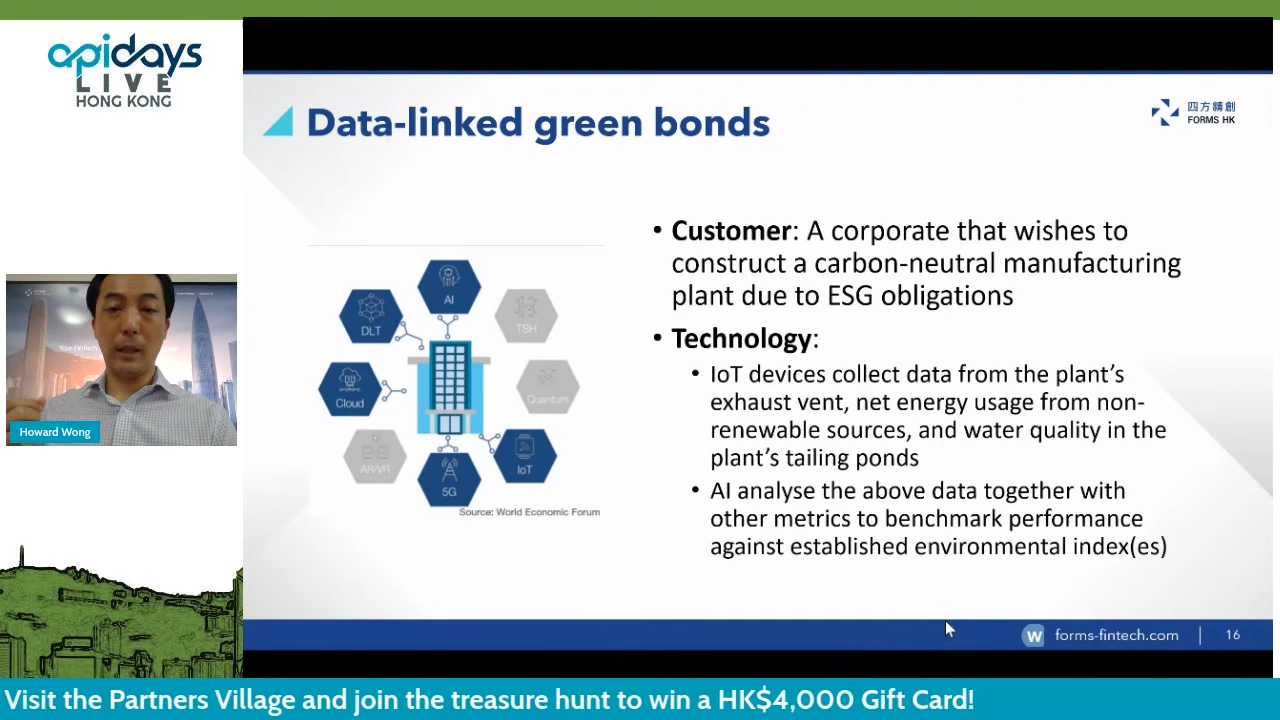 apidays
LIVE
HONG KONG
Data-linked green bonds
四方精創
FORMS HK
Howard Wong
AI
DLT
TSH
Cloud
Quantum
AR/VR
IoT
5G
Source: World Economic Forum
• Customer: A corporate that wishes to
construct a carbon-neutral manufacturing
plant due to ESG obligations
• Technology:
• IoT devices collect data from the plant’s
exhaust vent, net energy usage from non-
renewable sources, and water quality in the
plant’s tailing ponds
• AI analyse the above data together with
other metrics to benchmark performance
against established environmental index(es)
W forms-fintech.com | 16
Visit the Partners Village and join the treasure hunt to win a HK$4,000 Gift Card!